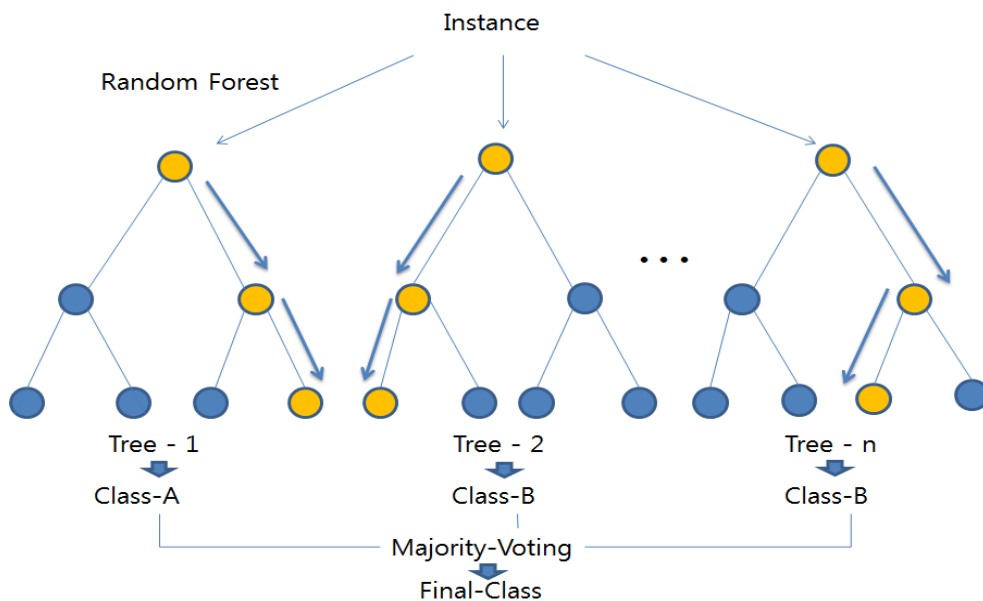 Instance
Random Forest
...
Tree - 1
Tree - 2
Tree - n
Class-A
Class-B
Class-B
Majority-Voting
Final-Class